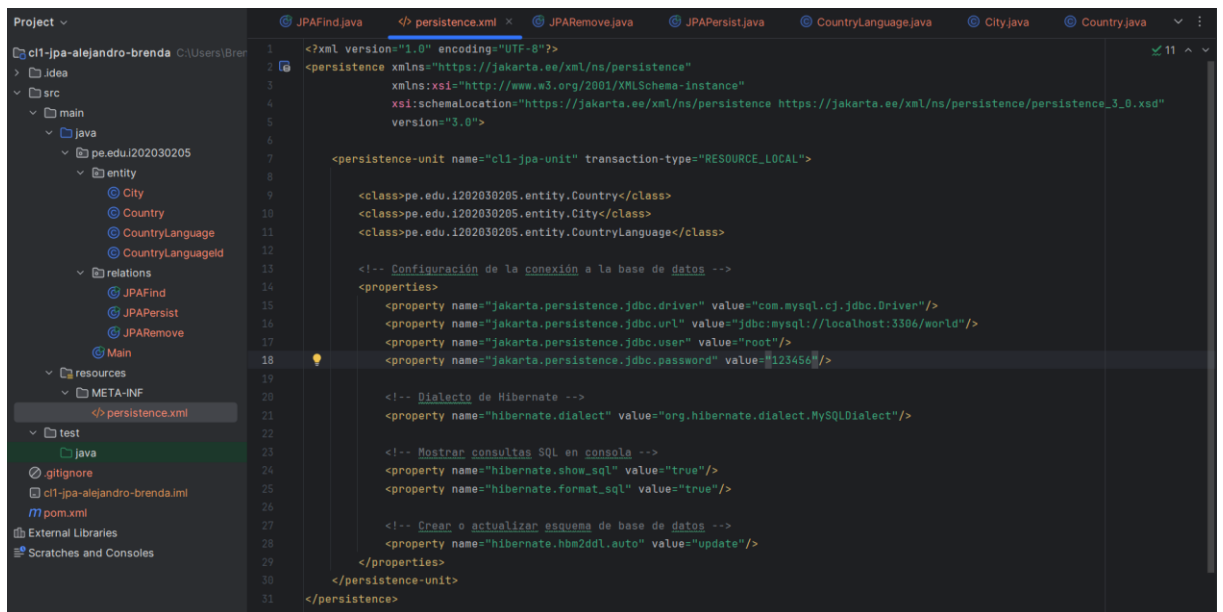 Project
cl1-jpa-alejandro-brenda C:\Users\Bren
.idea
src
main
java
pe.edu.i202030205
entity
City
Country
CountryLanguage
CountryLanguageId
relations
JPAFind
JPAPersist
JPARemove
Main
resources
META-INF
persistence.xml
test
java
.gitignore
cl1-jpa-alejandro-brenda.iml
pom.xml
External Libraries
Scratches and Consoles
JPAFind.java persistence.xml JPARemove.java JPAPersist.java CountryLanguage.java City.java Country.java
11
1 <?xml version="1.0" encoding="UTF-8"?>
2 <persistence xmlns="https://jakarta.ee/xml/ns/persistence"
3 xmlns:xsi="http://www.w3.org/2001/XMLSchema-instance"
4 xsi:schemaLocation="https://jakarta.ee/xml/ns/persistence https://jakarta.ee/xml/ns/persistence/persistence_3_0.xsd"
5 version="3.0">
6
7 <persistence-unit name="cl1-jpa-unit" transaction-type="RESOURCE_LOCAL">
8
9 <class>pe.edu.i202030205.entity.Country</class>
10 <class>pe.edu.i202030205.entity.City</class>
11 <class>pe.edu.i202030205.entity.CountryLanguage</class>
12
13 <!-- Configuración de la conexión a la base de datos -->
14 <properties>
15 <property name="jakarta.persistence.jdbc.driver" value="com.mysql.cj.jdbc.Driver"/>
16 <property name="jakarta.persistence.jdbc.url" value="jdbc:mysql://localhost:3306/world"/>
17 <property name="jakarta.persistence.jdbc.user" value="root"/>
18 <property name="jakarta.persistence.jdbc.password" value="123456"/>
19
20 <!-- Dialecto de Hibernate -->
21 <property name="hibernate.dialect" value="org.hibernate.dialect.MySQLDialect"/>
22
23 <!-- Mostrar consultas SQL en consola -->
24 <property name="hibernate.show_sql" value="true"/>
25 <property name="hibernate.format_sql" value="true"/>
26
27 <!-- Crear o actualizar esquema de base de datos -->
28 <property name="hibernate.hbm2ddl.auto" value="update"/>
29 </properties>
30 </persistence-unit>
31 </persistence>